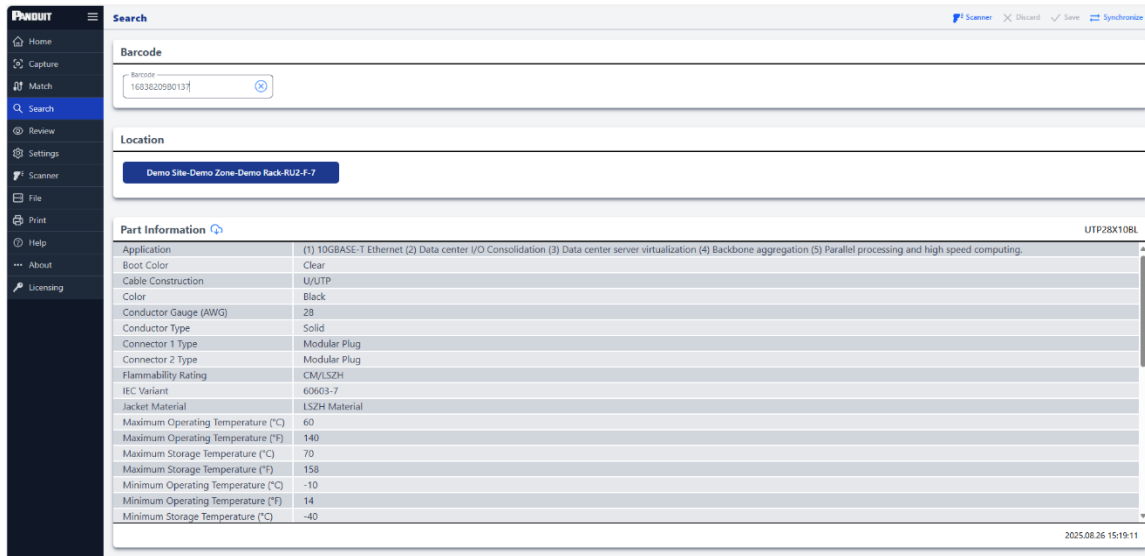 PANDUIT
Search
Scanner Discard Save Synchronize
Home
Capture
Match
Search
Review
Settings
Scanner
File
Print
Help
About
Licensing
Barcode
Barcode
1683820980137
Location
Demo Site-Demo Zone-Demo Rack-RU2-F-7
Part Information UTP28X10BL
Application (1) 10GBASE-T Ethernet (2) Data center I/O Consolidation (3) Data center server virtualization (4) Backbone aggregation (5) Parallel processing and high speed computing.
Boot Color Clear
Cable Construction U/UTP
Color Black
Conductor Gauge (AWG) 28
Conductor Type Solid
Connector 1 Type Modular Plug
Connector 2 Type Modular Plug
Flammability Rating CM/LSZH
IEC Variant 60603-7
Jacket Material LSZH Material
Maximum Operating Temperature (°C) 60
Maximum Operating Temperature (°F) 140
Maximum Storage Temperature (°C) 70
Maximum Storage Temperature (°F) 158
Minimum Operating Temperature (°C) -10
Minimum Operating Temperature (°F) 14
Minimum Storage Temperature (°C) -40
2025.08.26 15:19:11